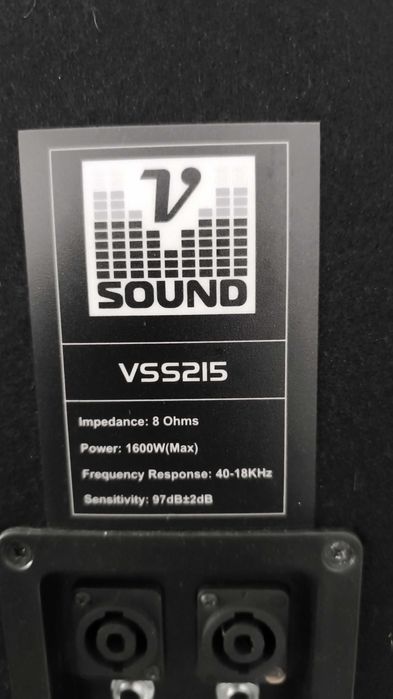 V
SOUND
VSS215
Impedance: 8 Ohms
Power: 1600W(Max)
Frequency Response: 40-18KHz
Sensitivity: 97dB±2dB